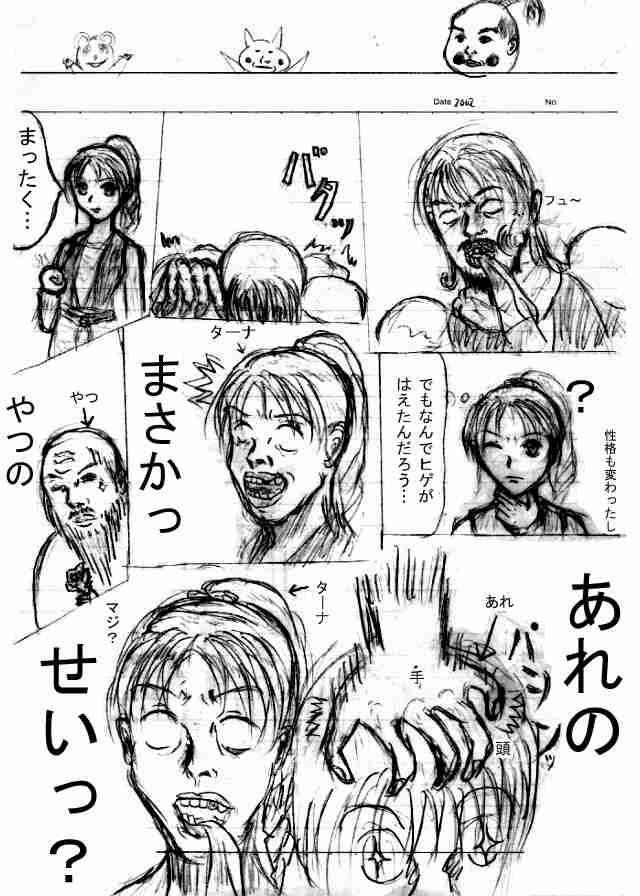 Date 2002
No
フュ～
バタッ
まったく…
？
性格も変わったし
でもなんでヒゲが
はえたんだろう…
ターナ
まさかっ
やつ
やつの
あれの
あれ
手
頭
ターナ
マジ？
せいっ？